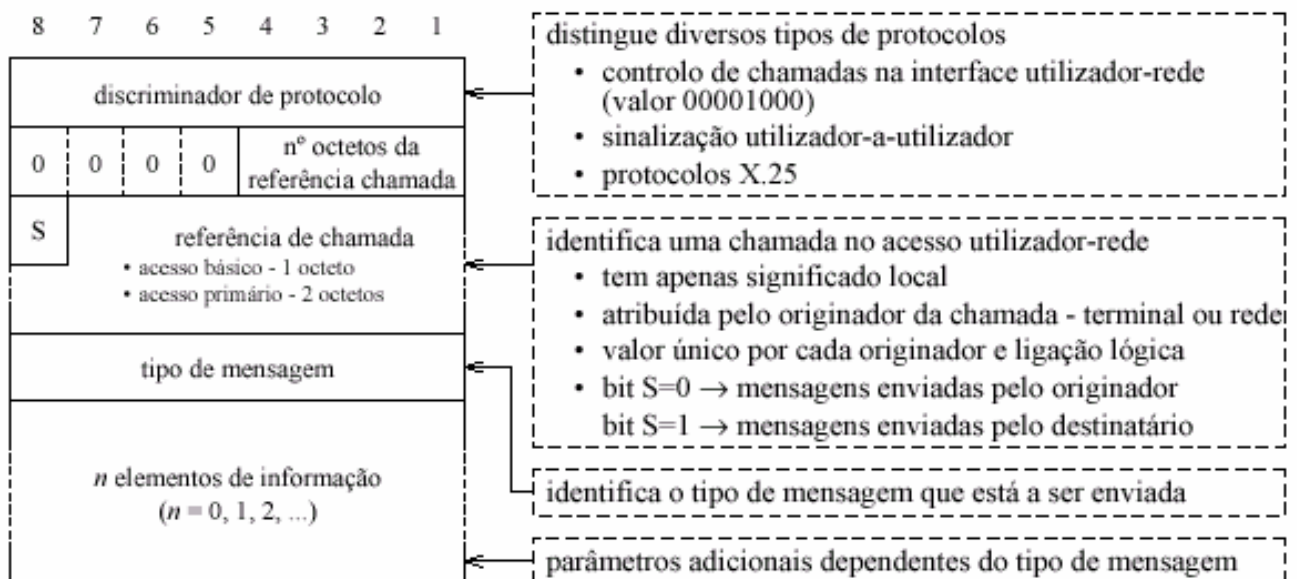 8 7 6 5 4 3 2 1
discriminador de protocolo
0 0 0 0 nº octetos da
referência chamada
S
referência de chamada
• acesso básico - 1 octeto
• acesso primário - 2 octetos
tipo de mensagem
n elementos de informação
(n = 0, 1, 2, ...)
distingue diversos tipos de protocolos
• controlo de chamadas na interface utilizador-rede
(valor 00001000)
• sinalização utilizador-a-utilizador
• protocolos X.25
identifica uma chamada no acesso utilizador-rede
• tem apenas significado local
• atribuída pelo originador da chamada - terminal ou rede
• valor único por cada originador e ligação lógica
• bit S=0 → mensagens enviadas pelo originador
bit S=1 → mensagens enviadas pelo destinatário
identifica o tipo de mensagem que está a ser enviada
parâmetros adicionais dependentes do tipo de mensagem